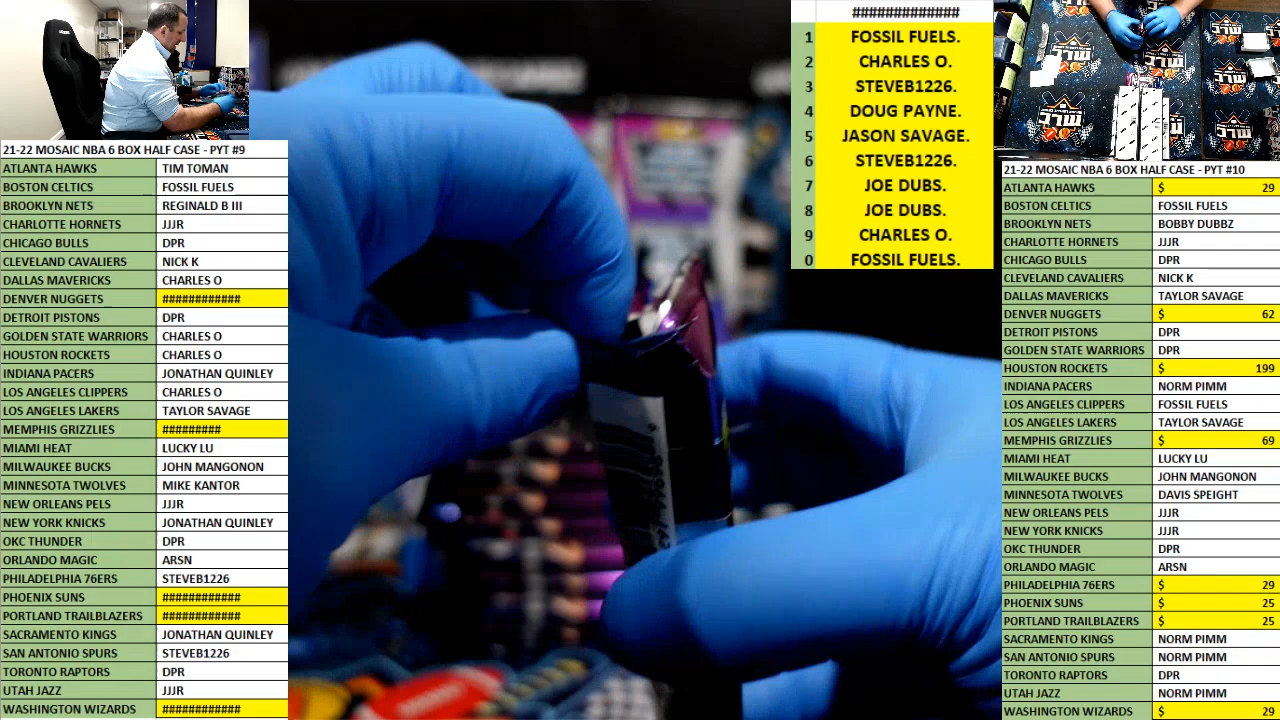 21-22 MOSAIC NBA 6 BOX HALF CASE - PYT #9
ATLANTA HAWKS TIM TOMAN
BOSTON CELTICS FOSSIL FUELS
BROOKLYN NETS REGINALD B III
CHARLOTTE HORNETS JJJR
CHICAGO BULLS DPR
CLEVELAND CAVALIERS NICK K
DALLAS MAVERICKS CHARLES O
DENVER NUGGETS ############
DETROIT PISTONS DPR
GOLDEN STATE WARRIORS CHARLES O
HOUSTON ROCKETS CHARLES O
INDIANA PACERS JONATHAN QUINLEY
LOS ANGELES CLIPPERS CHARLES O
LOS ANGELES LAKERS TAYLOR SAVAGE
MEMPHIS GRIZZLIES #########
MIAMI HEAT LUCKY LU
MILWAUKEE BUCKS JOHN MANGONON
MINNESOTA TWOLVES MIKE KANTOR
NEW ORLEANS PELS JJJR
NEW YORK KNICKS JONATHAN QUINLEY
OKC THUNDER DPR
ORLANDO MAGIC ARSN
PHILADELPHIA 76ERS STEVEB1226
PHOENIX SUNS ############
PORTLAND TRAILBLAZERS ############
SACRAMENTO KINGS JONATHAN QUINLEY
SAN ANTONIO SPURS STEVEB1226
TORONTO RAPTORS DPR
UTAH JAZZ JJJR
WASHINGTON WIZARDS ############
#############
1 FOSSIL FUELS.
2 CHARLES O.
3 STEVEB1226.
4 DOUG PAYNE.
5 JASON SAVAGE.
6 STEVEB1226.
7 JOE DUBS.
8 JOE DUBS.
9 CHARLES O.
0 FOSSIL FUELS.
21-22 MOSAIC NBA 6 BOX HALF CASE - PYT #10
ATLANTA HAWKS $ 29
BOSTON CELTICS FOSSIL FUELS
BROOKLYN NETS BOBBY DUBBZ
CHARLOTTE HORNETS JJJR
CHICAGO BULLS DPR
CLEVELAND CAVALIERS NICK K
DALLAS MAVERICKS TAYLOR SAVAGE
DENVER NUGGETS $ 62
DETROIT PISTONS DPR
GOLDEN STATE WARRIORS DPR
HOUSTON ROCKETS $ 199
INDIANA PACERS NORM PIMM
LOS ANGELES CLIPPERS FOSSIL FUELS
LOS ANGELES LAKERS TAYLOR SAVAGE
MEMPHIS GRIZZLIES $ 69
MIAMI HEAT LUCKY LU
MILWAUKEE BUCKS JOHN MANGONON
MINNESOTA TWOLVES DAVIS SPEIGHT
NEW ORLEANS PELS JJJR
NEW YORK KNICKS JJJR
OKC THUNDER DPR
ORLANDO MAGIC ARSN
PHILADELPHIA 76ERS $ 29
PHOENIX SUNS $ 25
PORTLAND TRAILBLAZERS $ 25
SACRAMENTO KINGS NORM PIMM
SAN ANTONIO SPURS NORM PIMM
TORONTO RAPTORS DPR
UTAH JAZZ NORM PIMM
WASHINGTON WIZARDS $ 29